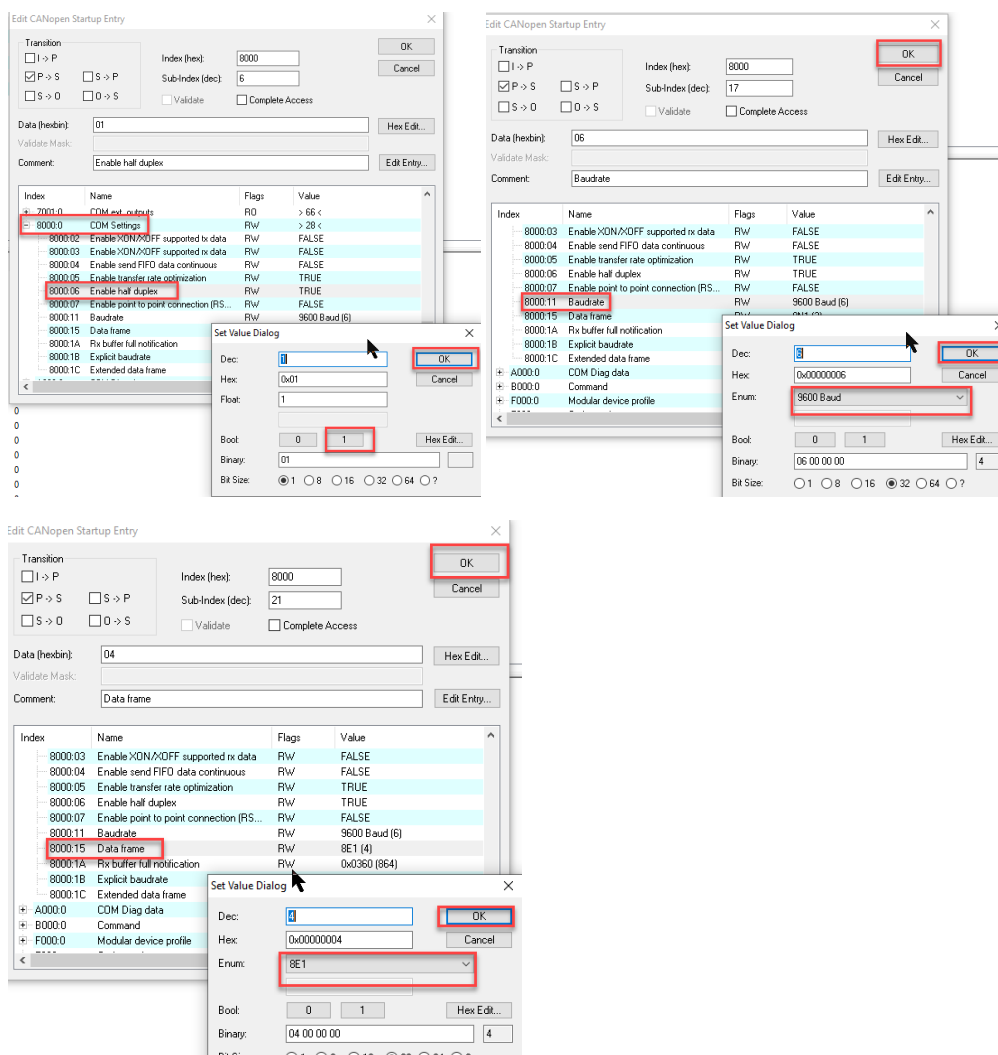 Edit CANopen Startup Entry
Transition
I -> P
P -> S
S -> P
S -> O
O -> S
Index (hex):
8000
Sub-Index (dec):
6
Validate
Complete Access
OK
Cancel
Data (hexbin):
01
Hex Edit...
Validate Mask:
Comment:
Enable half duplex
Edit Entry...
Index Name Flags Value
7001:0 COM ext. outputs RO > 66 <
8000:0 COM Settings RW > 28 <
8000:02 Enable XON/XOFF supported tx data RW FALSE
8000:03 Enable XON/XOFF supported rx data RW FALSE
8000:04 Enable send FIFO data continuous RW FALSE
8000:05 Enable transfer rate optimization RW TRUE
8000:06 Enable half duplex RW TRUE
8000:07 Enable point to point connection (RS... RW FALSE
8000:11 Baudrate RW 9600 Baud (6)
8000:15 Data frame
8000:1A Rx buffer full notification
8000:1B Explicit baudrate
8000:1C Extended data frame
0
0
0
0
0
0
Set Value Dialog
Dec:
1
OK
Hex:
0x01
Cancel
Float:
1
Bool:
0
1
Hex Edit...
Binary:
01
Bit Size:
1 8 16 32 64 ?
Edit CANopen Startup Entry
Transition
I -> P
P -> S
S -> P
S -> O
O -> S
Index (hex):
8000
Sub-Index (dec):
17
Validate
Complete Access
OK
Cancel
Data (hexbin):
06
Hex Edit...
Validate Mask:
Comment:
Baudrate
Edit Entry...
Index Name Flags Value
8000:03 Enable XON/XOFF supported rx data RW FALSE
8000:04 Enable send FIFO data continuous RW FALSE
8000:05 Enable transfer rate optimization RW TRUE
8000:06 Enable half duplex RW TRUE
8000:07 Enable point to point connection (RS... RW FALSE
8000:11 Baudrate RW 9600 Baud (6)
8000:15 Data frame RW 8N1 (3)
8000:1A Rx buffer full notification
8000:1B Explicit baudrate
8000:1C Extended data frame
A000:0 COM Diag data
B000:0 Command
F000:0 Modular device profile
Set Value Dialog
Dec:
6
OK
Hex:
0x00000006
Cancel
Enum:
9600 Baud
Bool:
0
1
Hex Edit...
Binary:
06 00 00 00
4
Bit Size:
1 8 16 32 64 ?
Edit CANopen Startup Entry
Transition
I -> P
P -> S
S -> P
S -> O
O -> S
Index (hex):
8000
Sub-Index (dec):
21
Validate
Complete Access
OK
Cancel
Data (hexbin):
04
Hex Edit...
Validate Mask:
Comment:
Data frame
Edit Entry...
Index Name Flags Value
8000:03 Enable XON/XOFF supported rx data RW FALSE
8000:04 Enable send FIFO data continuous RW FALSE
8000:05 Enable transfer rate optimization RW TRUE
8000:06 Enable half duplex RW TRUE
8000:07 Enable point to point connection (RS... RW FALSE
8000:11 Baudrate RW 9600 Baud (6)
8000:15 Data frame RW 8E1 (4)
8000:1A Rx buffer full notification RW 0x0360 (864)
8000:1B Explicit baudrate
8000:1C Extended data frame
A000:0 COM Diag data
B000:0 Command
F000:0 Modular device profile
Set Value Dialog
Dec:
4
OK
Hex:
0x00000004
Cancel
Enum:
8E1
Bool:
0
1
Hex Edit...
Binary:
04 00 00 00
4